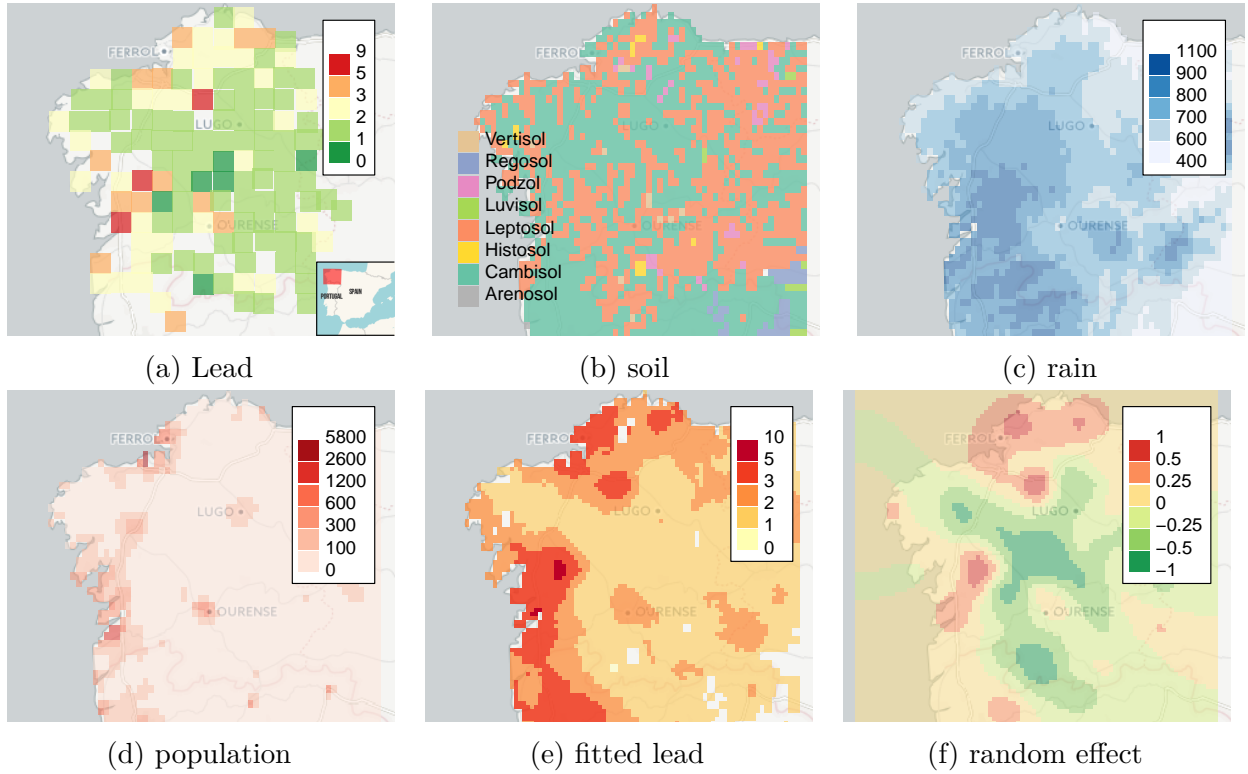 FERROL
LUGO
OURENSE
9
5
3
2
1
0
PORTUGAL
SPAIN
(a) Lead
FERROL
LUGO
OURENSE
Vertisol
Regosol
Podzol
Luvisol
Leptosol
Histosol
Cambisol
Arenosol
(b) soil
FERROL
LUGO
OURENSE
1100
900
800
700
600
400
(c) rain
FERROL
LUGO
OURENSE
5800
2600
1200
600
300
100
0
(d) population
FERROL
LUGO
OURENSE
10
5
3
2
1
0
(e) fitted lead
FERROL
LUGO
OURENSE
1
0.5
0.25
0
−0.25
−0.5
−1
(f) random effect